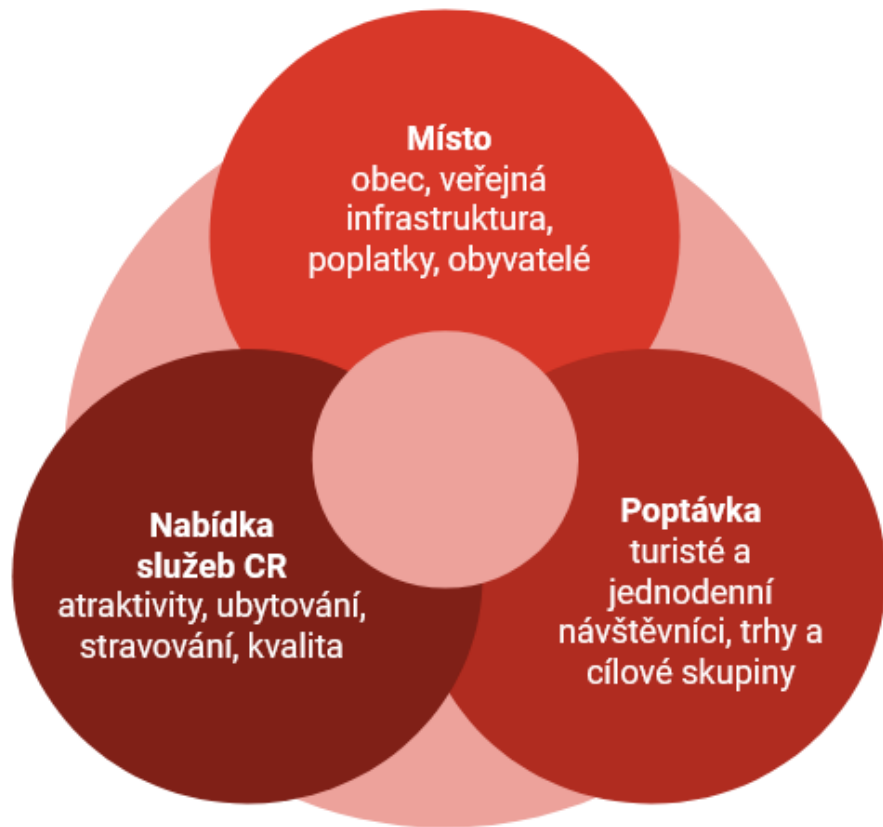 Místo
obec, veřejná
infrastruktura,
poplatky, obyvatelé
Nabídka
služeb CR
atraktivity, ubytování,
stravování, kvalita
Poptávka
turisté a
jednodenní
návštěvníci, trhy a
cílové skupiny